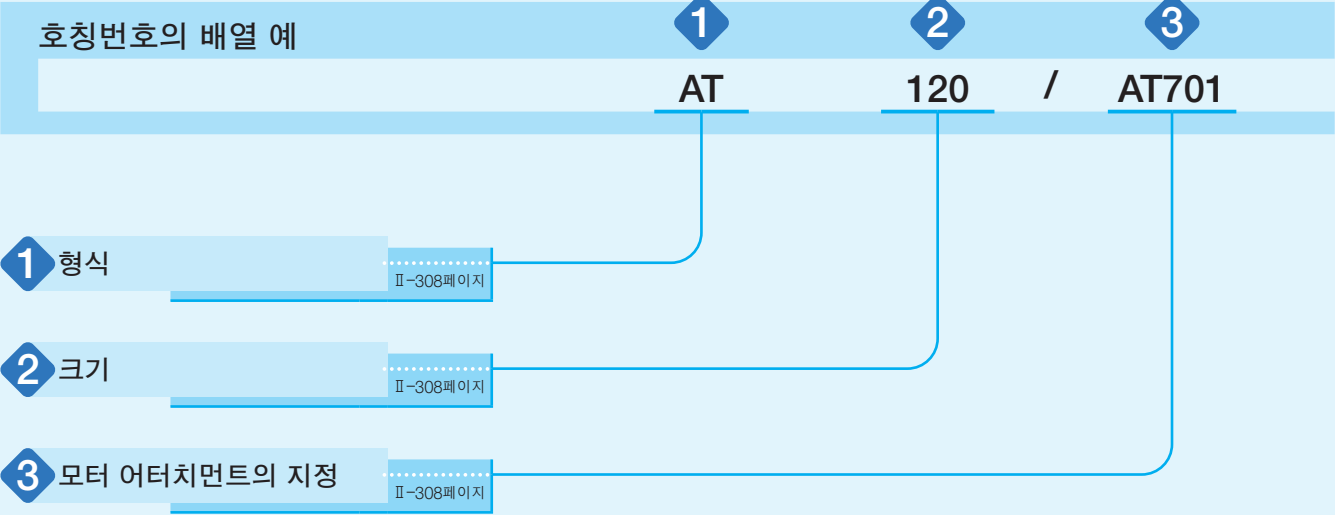 호칭번호의 배열 예
1 2 3
AT 120 / AT701
1 형식
Ⅱ-308페이지
2 크기
Ⅱ-308페이지
3 모터 어터치먼트의 지정
Ⅱ-308페이지